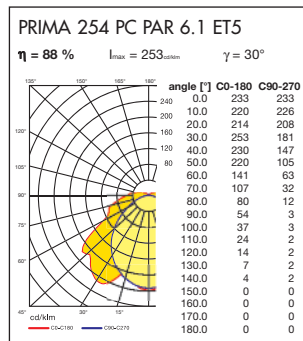 PRIMA 254 PC PAR 6.1 ET5
η = 88 % Imax = 253cd/klm γ = 30°
135° 150° 165° 180°
angle [°] C0-180 C90-270
0.0 233 233
10.0 220 226
20.0 214 208
30.0 253 181
40.0 230 147
50.0 220 105
60.0 141 63
70.0 107 32
80.0 80 12
90.0 54 3
100.0 37 3
110.0 24 2
120.0 14 2
130.0 7 2
140.0 4 2
150.0 0 0
160.0 0 0
170.0 0 0
180.0 0 0
240
200
160
120
80
120°
105°
90°
75°
60°
45° 30° 15° 0°
cd/klm
C0-C180 C90-C270